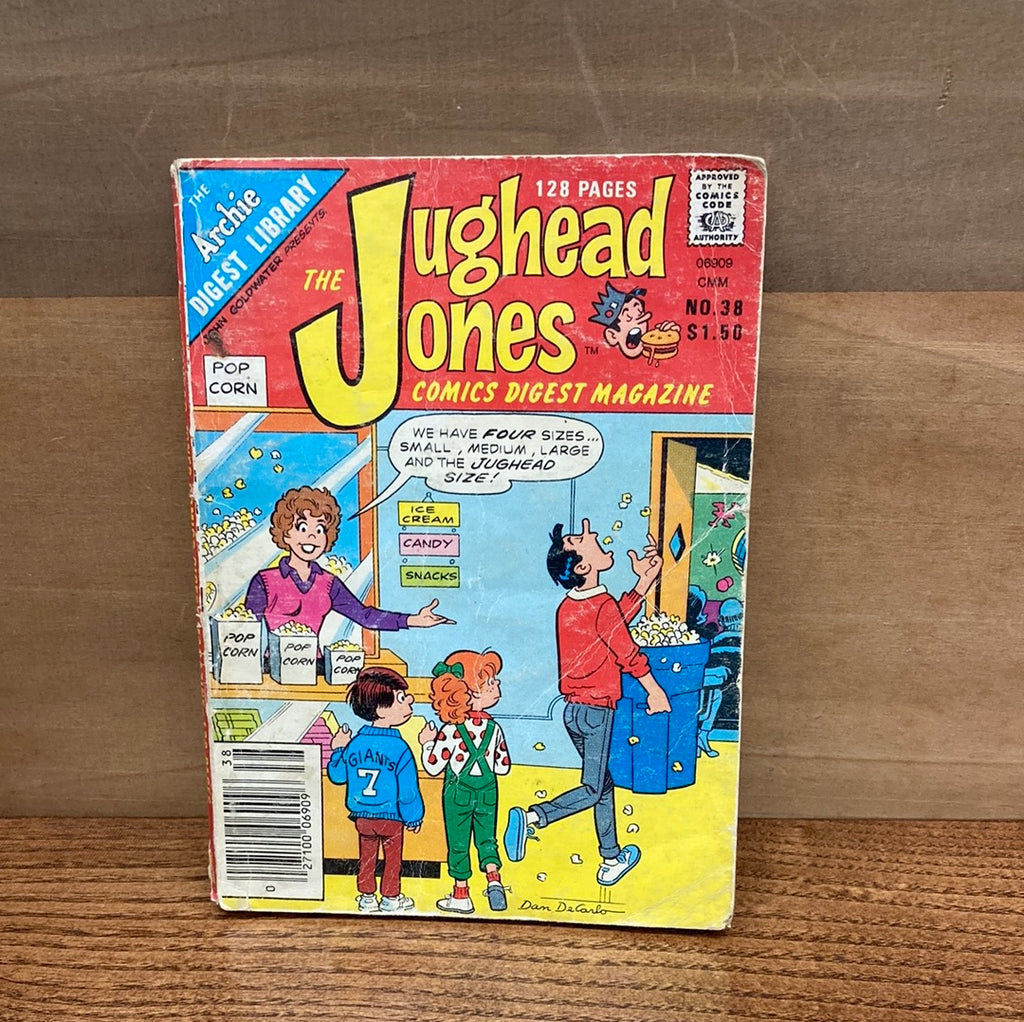 THE
Archie
DIGEST LIBRARY
JOHN GOLDWATER PRESENTS.
128 PAGES
THE Jughead
Jones
TM
COMICS DIGEST MAGAZINE
APPROVED
BY THE
COMICS
CODE
AUTHORITY
06909
CMM
NO. 38
$1.50
POP
CORN
WE HAVE FOUR SIZES...
SMALL, MEDIUM, LARGE
AND THE JUGHEAD
SIZE!
ICE
CREAM
CANDY
SNACKS
POP
CORN
POP
CORN
POP
CORN
GIANTS
7
38
27100 06909
0
Dan DeCarlo